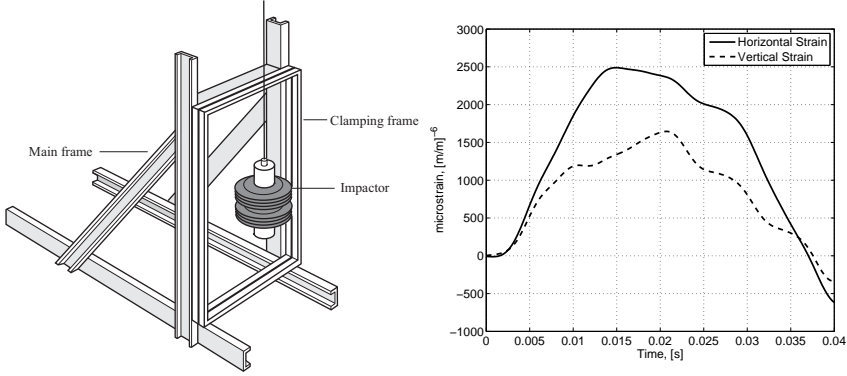 Main frame
Clamping frame
Impactor
Horizontal Strain
Vertical Strain
microstrain, [m/m]⁻⁶
3000
2500
2000
1500
1000
500
0
−500
−1000
0 0.005 0.01 0.015 0.02 0.025 0.03 0.035 0.04
Time, [s]